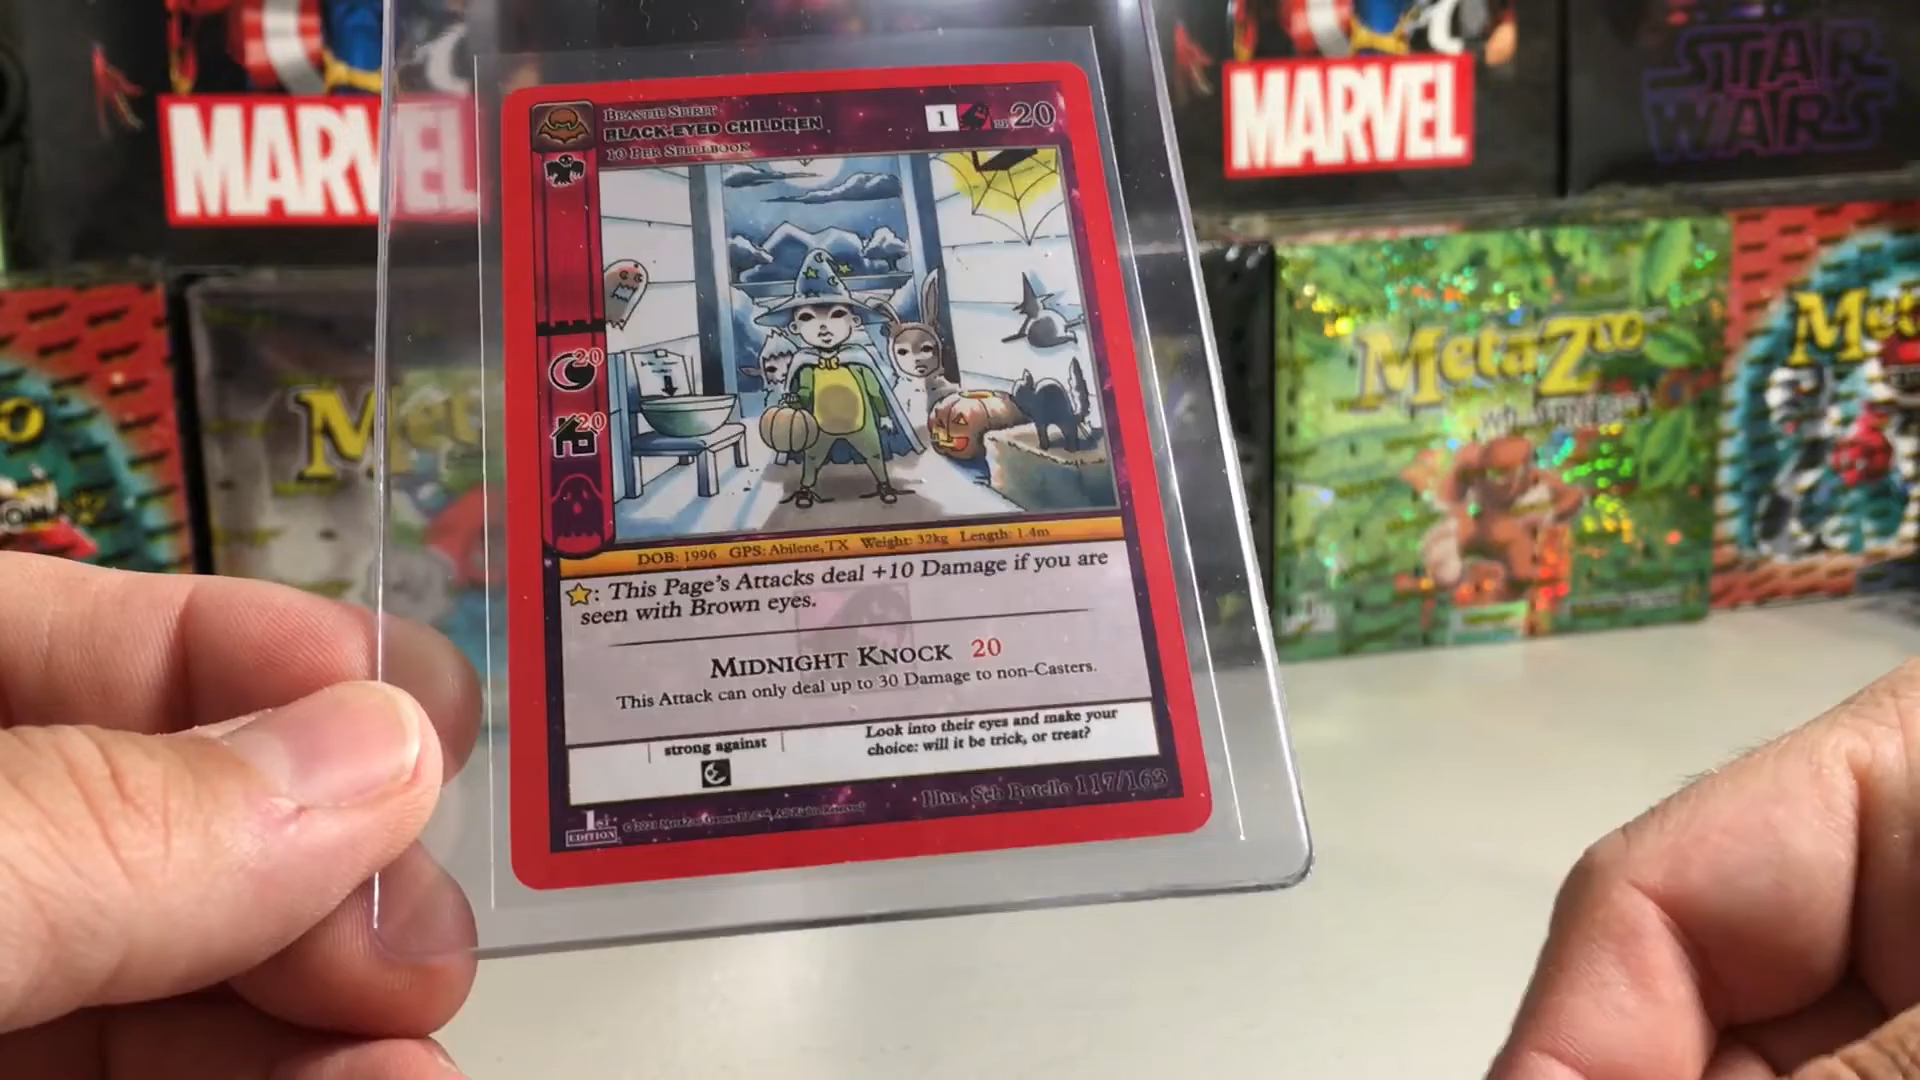 MARVEL
MARVEL
STAR
WARS
BEASTIE SPIRIT
BLACK-EYED CHILDREN
10 PER SPELLBOOK
1
LP 20
20
20
DOB: 1996 GPS: Abilene, TX Weight: 32kg Length: 1.4m
: This Page's Attacks deal +10 Damage if you are
seen with Brown eyes.
MIDNIGHT KNOCK 20
This Attack can only deal up to 30 Damage to non-Casters.
strong against
Look into their eyes and make your
choice: will it be trick, or treat?
Illus. Seb Botello 117/163
1ST
EDITION
MetaZoo
Met
Met
o